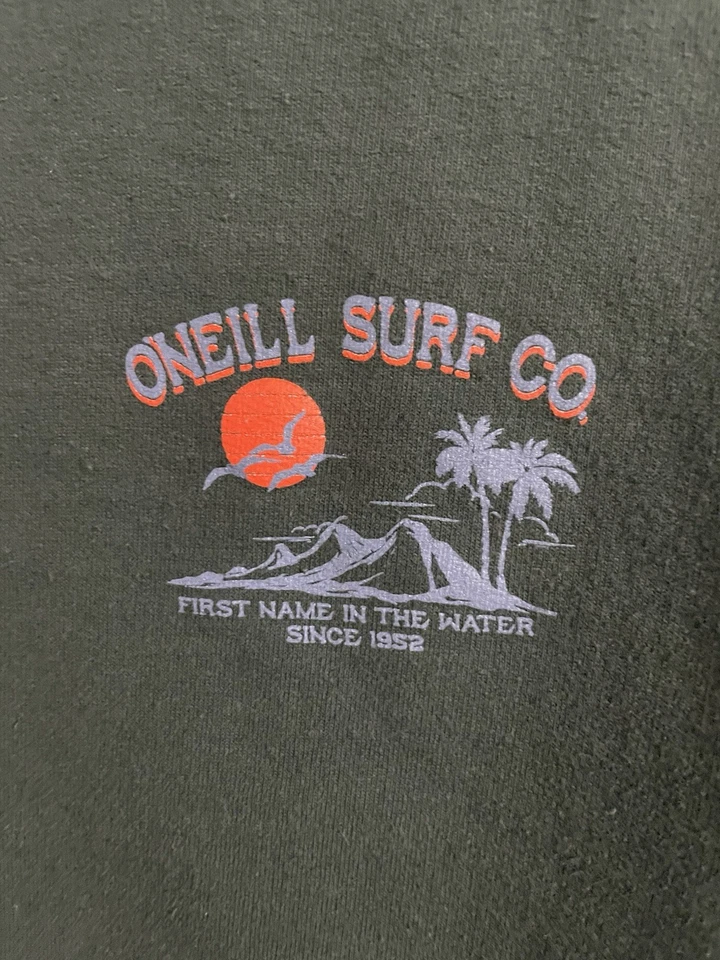 ONEILL SURF CO.
FIRST NAME IN THE WATER
SINCE 1952